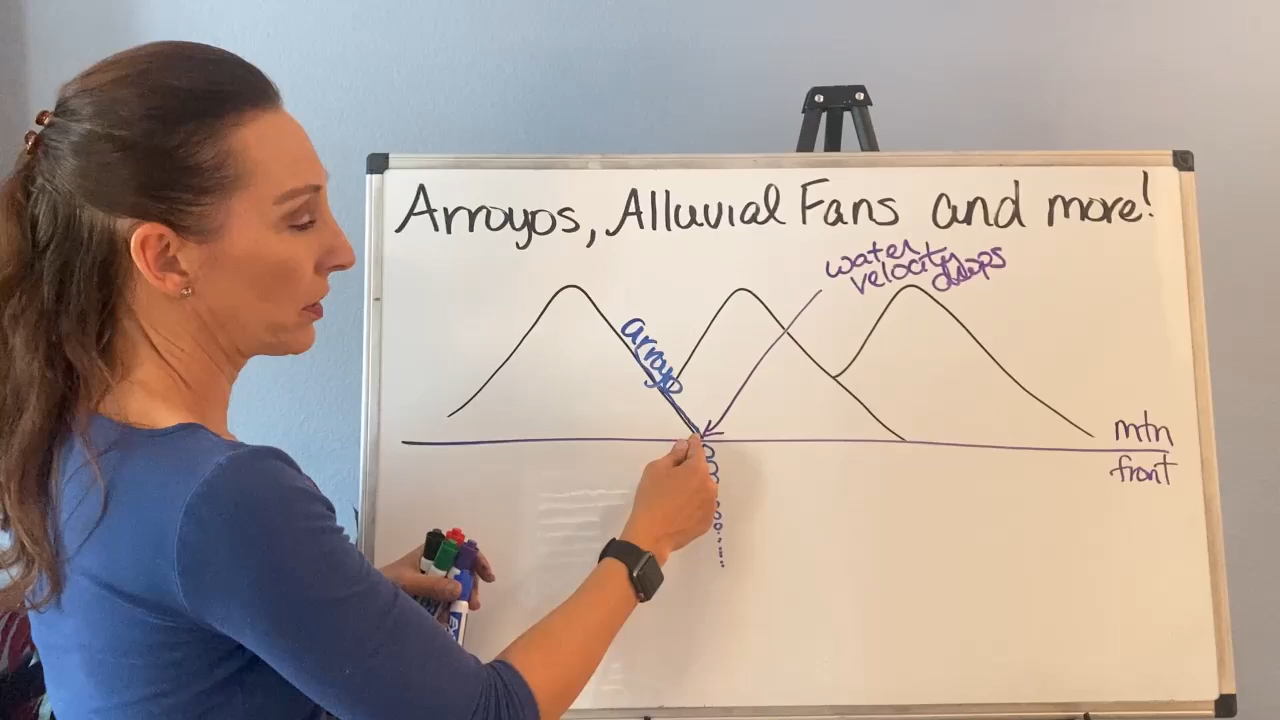 Arroyos, Alluvial Fans and more!
water
velocity
drops
arroyo
mtn
front